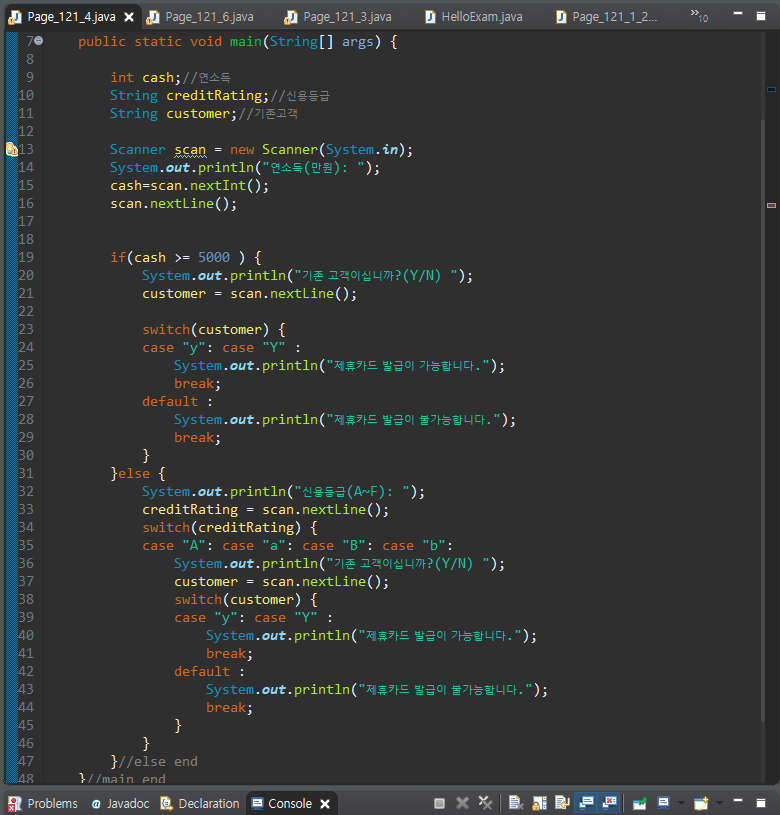 Page_121_4.java Page_121_6.java Page_121_3.java HelloExam.java Page_121_1_2... »10
7 public static void main(String[] args) {
8
9 int cash;//연소득
10 String creditRating;//신용등급
11 String customer;//기존고객
12
13 Scanner scan = new Scanner(System.in);
14 System.out.println("연소득(만원): ");
15 cash=scan.nextInt();
16 scan.nextLine();
17
18
19 if(cash >= 5000 ) {
20 System.out.println("기존 고객이십니까?(Y/N) ");
21 customer = scan.nextLine();
22
23 switch(customer) {
24 case "y": case "Y" :
25 System.out.println("제휴카드 발급이 가능합니다.");
26 break;
27 default :
28 System.out.println("제휴카드 발급이 불가능합니다.");
29 break;
30 }
31 }else {
32 System.out.println("신용등급(A~F): ");
33 creditRating = scan.nextLine();
34 switch(creditRating) {
35 case "A": case "a": case "B": case "b":
36 System.out.println("기존 고객이십니까?(Y/N) ");
37 customer = scan.nextLine();
38 switch(customer) {
39 case "y": case "Y" :
40 System.out.println("제휴카드 발급이 가능합니다.");
41 break;
42 default :
43 System.out.println("제휴카드 발급이 불가능합니다.");
44 break;
45 }
46 }
47 }//else end
48 }//main end
Problems @ Javadoc Declaration Console